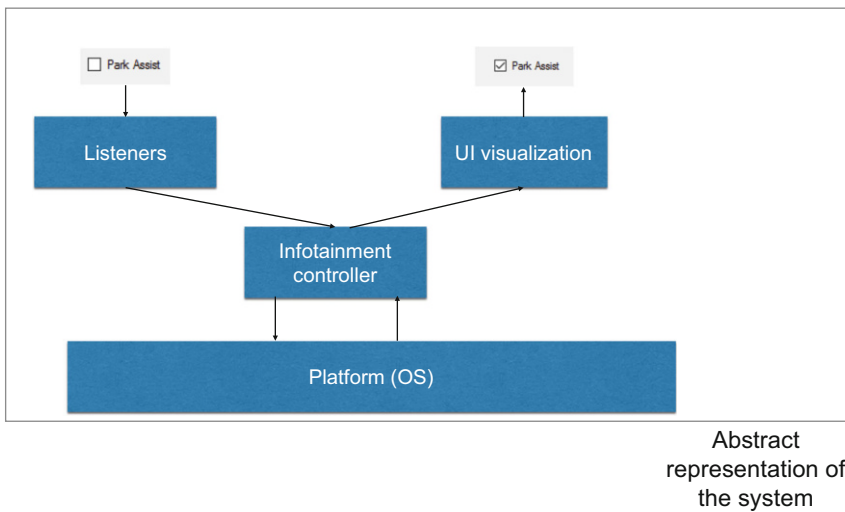 Park Assist
Park Assist
Listeners
UI visualization
Infotainment
controller
Platform (OS)
Abstract
representation of
the system